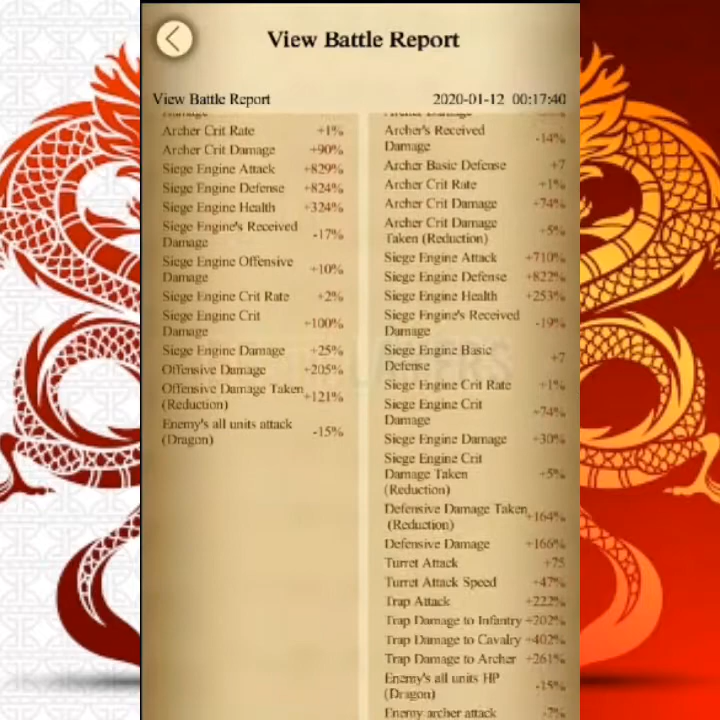 View Battle Report
View Battle Report
2020-01-12 00:17:40
Archer Crit Rate +1%
Archer Crit Damage +90%
Siege Engine Attack +829%
Siege Engine Defense +824%
Siege Engine Health +324%
Siege Engine's Received
Damage -17%
Siege Engine Offensive
Damage +10%
Siege Engine Crit Rate +2%
Siege Engine Crit
Damage +100%
Siege Engine Damage +25%
Offensive Damage +205%
Offensive Damage Taken
(Reduction) +121%
Enemy's all units attack
(Dragon) -15%
Archer's Received
Damage -14%
Archer Basic Defense +7
Archer Crit Rate +1%
Archer Crit Damage +74%
Archer Crit Damage
Taken (Reduction) +5%
Siege Engine Attack +710%
Siege Engine Defense +822%
Siege Engine Health +253%
Siege Engine's Received
Damage -19%
Siege Engine Basic
Defense +7
Siege Engine Crit Rate +1%
Siege Engine Crit
Damage +74%
Siege Engine Damage +30%
Siege Engine Crit
Damage Taken
(Reduction) +5%
Defensive Damage Taken
(Reduction) +164%
Defensive Damage +166%
Turret Attack +75
Turret Attack Speed +47%
Trap Attack +222%
Trap Damage to Infantry +202%
Trap Damage to Cavalry +402%
Trap Damage to Archer +261%
Enemy's all units HP
(Dragon) -15%
Enemy archer attack -7%